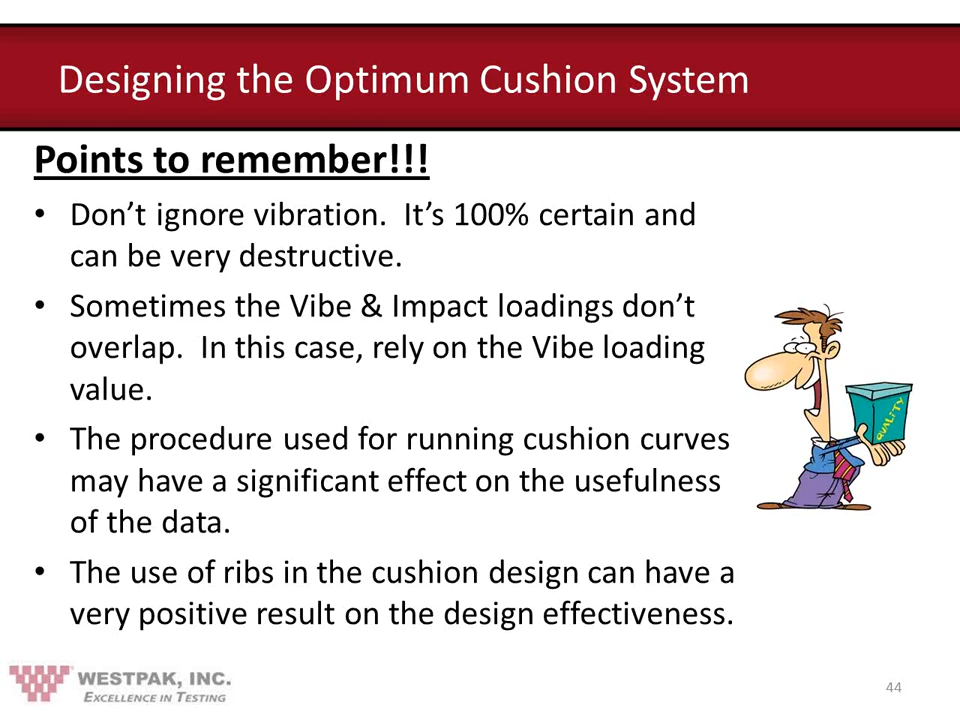 Designing the Optimum Cushion System
Points to remember!!!
• Don’t ignore vibration.  It’s 100% certain and
can be very destructive.
• Sometimes the Vibe & Impact loadings don’t
overlap.  In this case, rely on the Vibe loading
value.
• The procedure used for running cushion curves
may have a significant effect on the usefulness
of the data.
• The use of ribs in the cushion design can have a
very positive result on the design effectiveness.
QUALITY
WESTPAK, INC.
EXCELLENCE IN TESTING
44